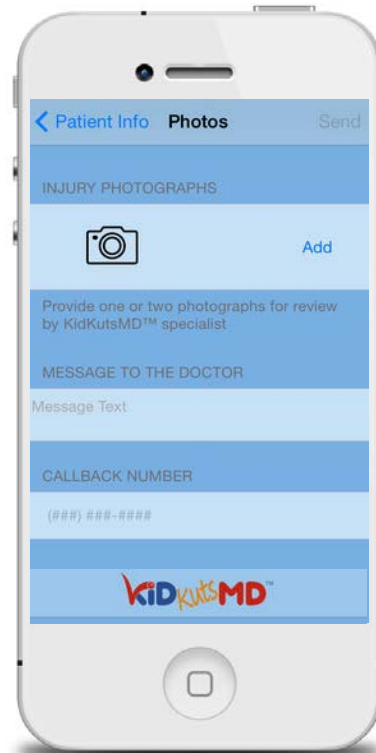 Patient Info Photos Send
INJURY PHOTOGRAPHS
Add
Provide one or two photographs for review
by KidKutsMD™ specialist
MESSAGE TO THE DOCTOR
Message Text
CALLBACK NUMBER
(###) ###-####
KiDKutsMD™